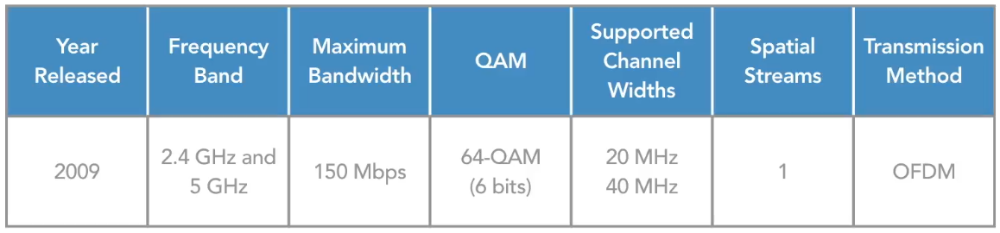 Year
Released
Frequency
Band
Maximum
Bandwidth
QAM
Supported
Channel
Widths
Spatial
Streams
Transmission
Method
2009
2.4 GHz and
5 GHz
150 Mbps
64-QAM
(6 bits)
20 MHz
40 MHz
1
OFDM